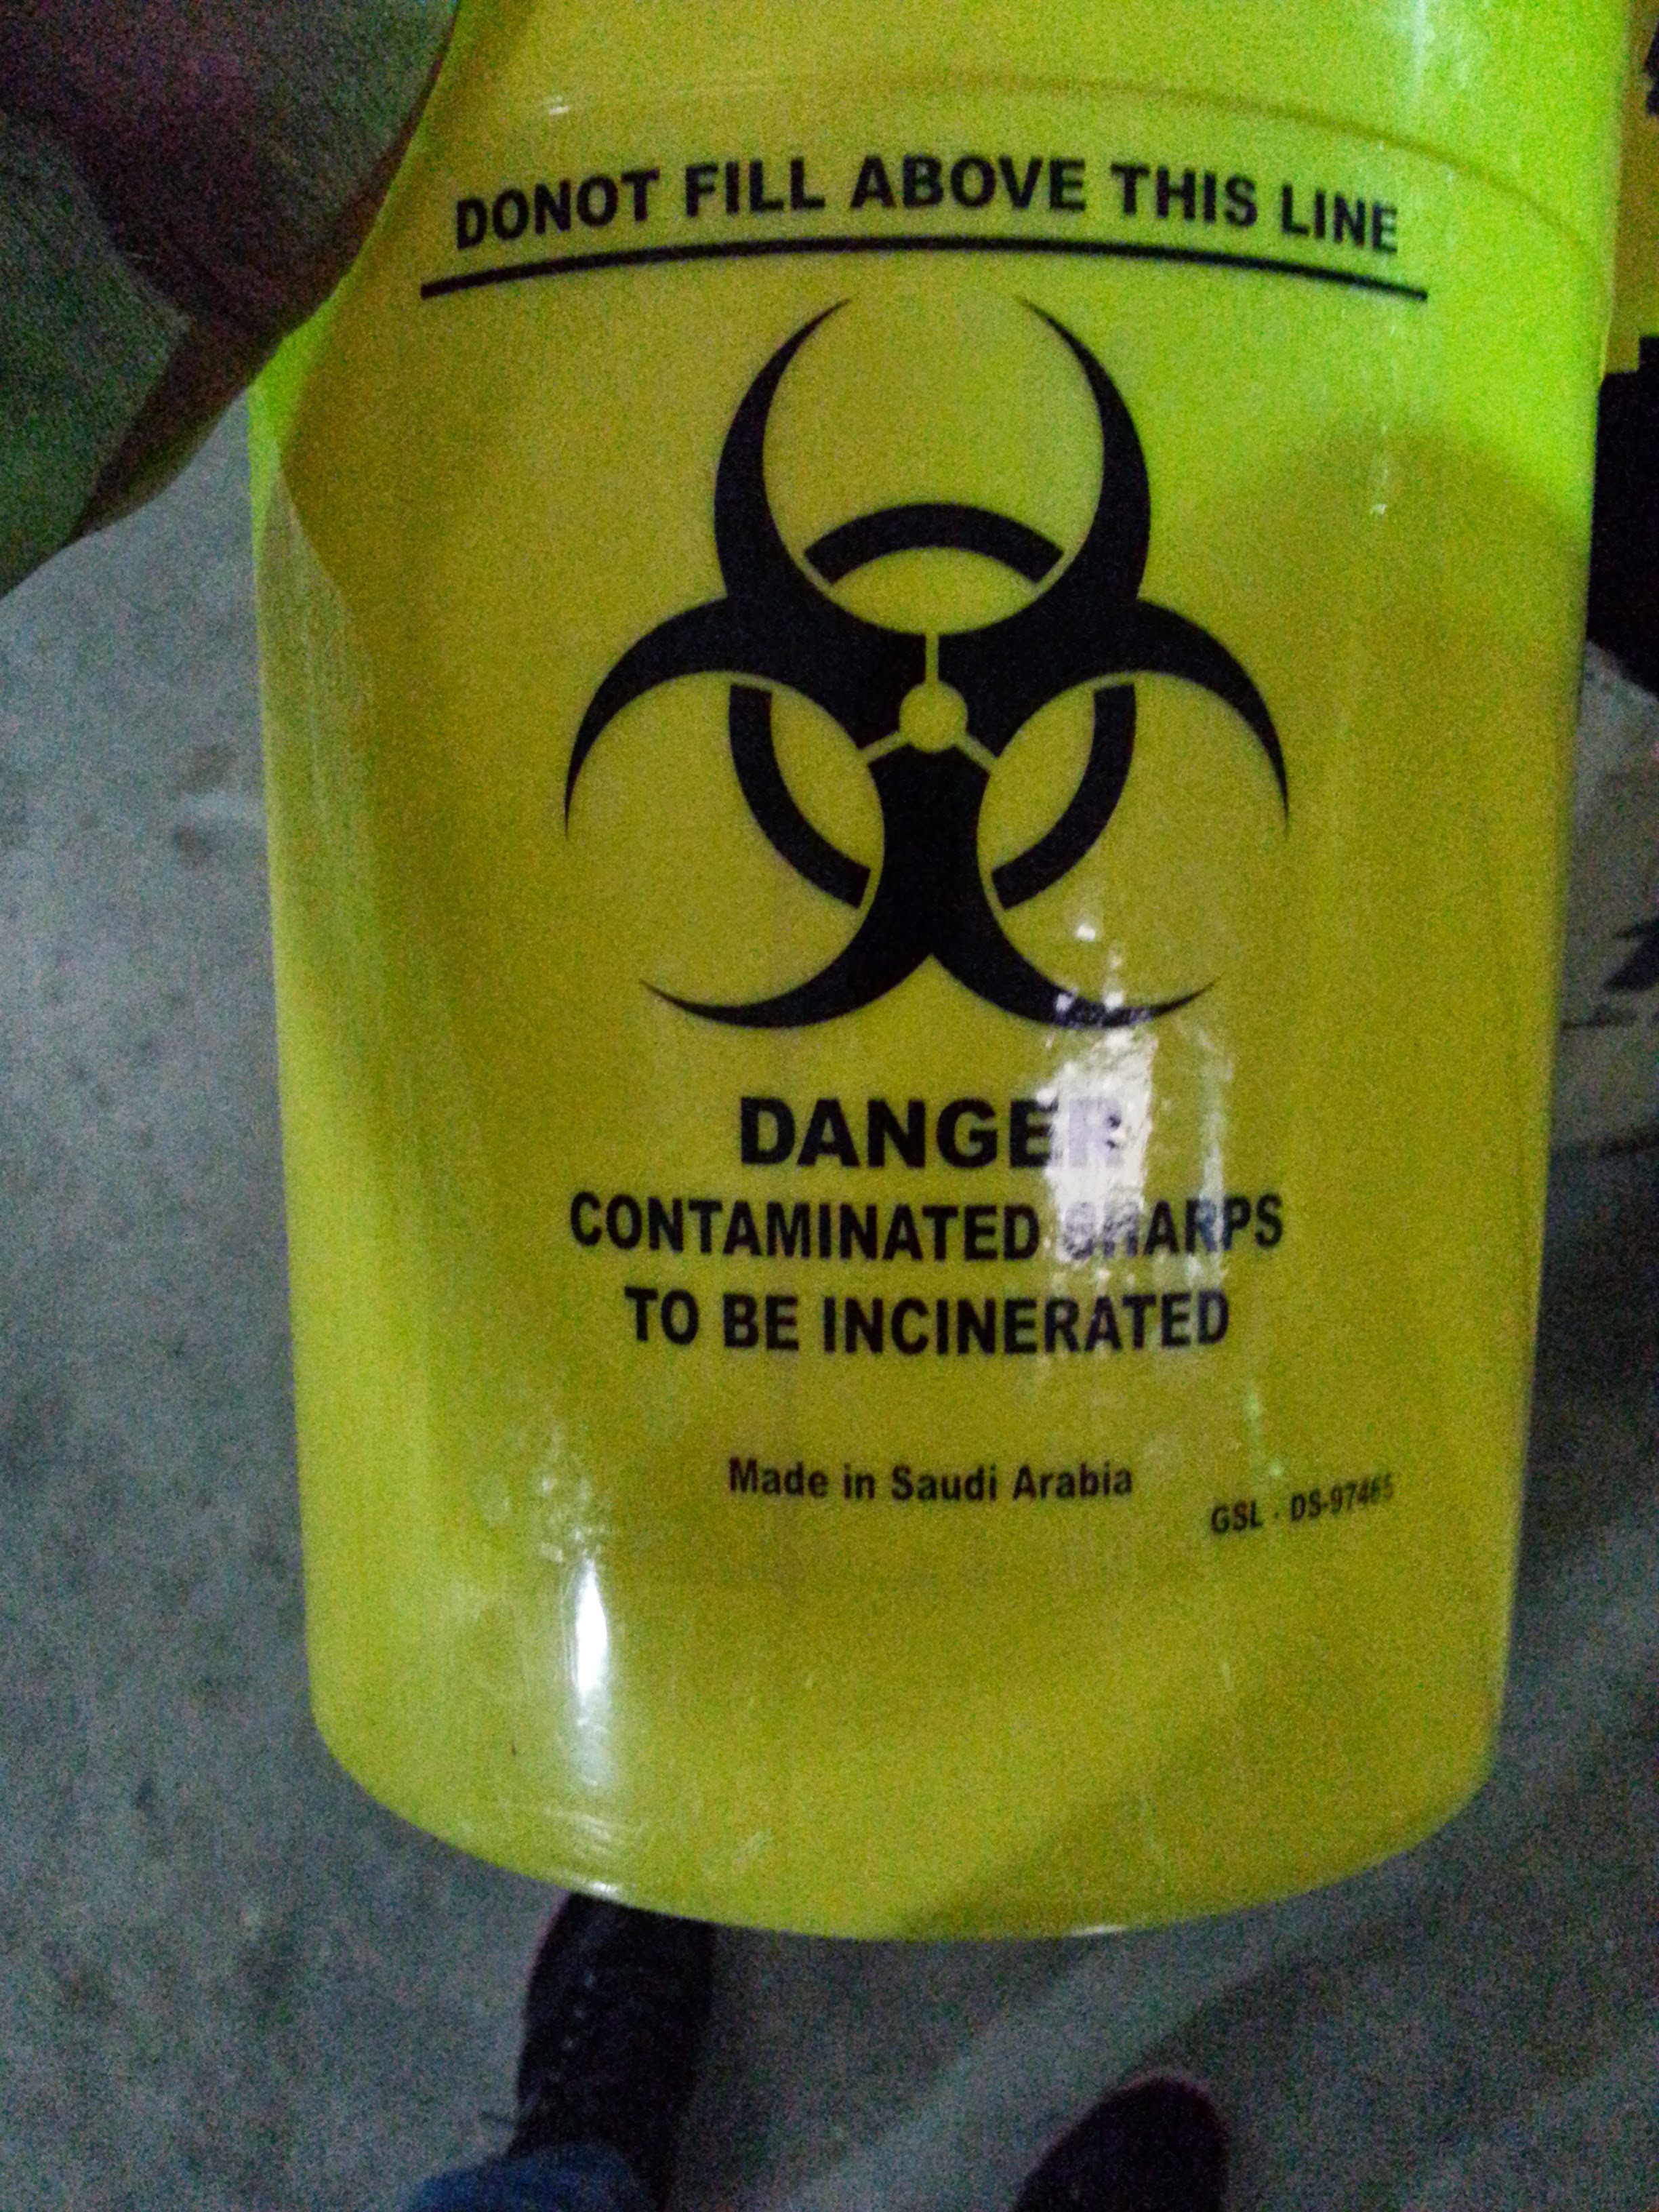 DONOT FILL ABOVE THIS LINE
DANGER
CONTAMINATED SHARPS
TO BE INCINERATED
Made in Saudi Arabia
GSL - DS-97465